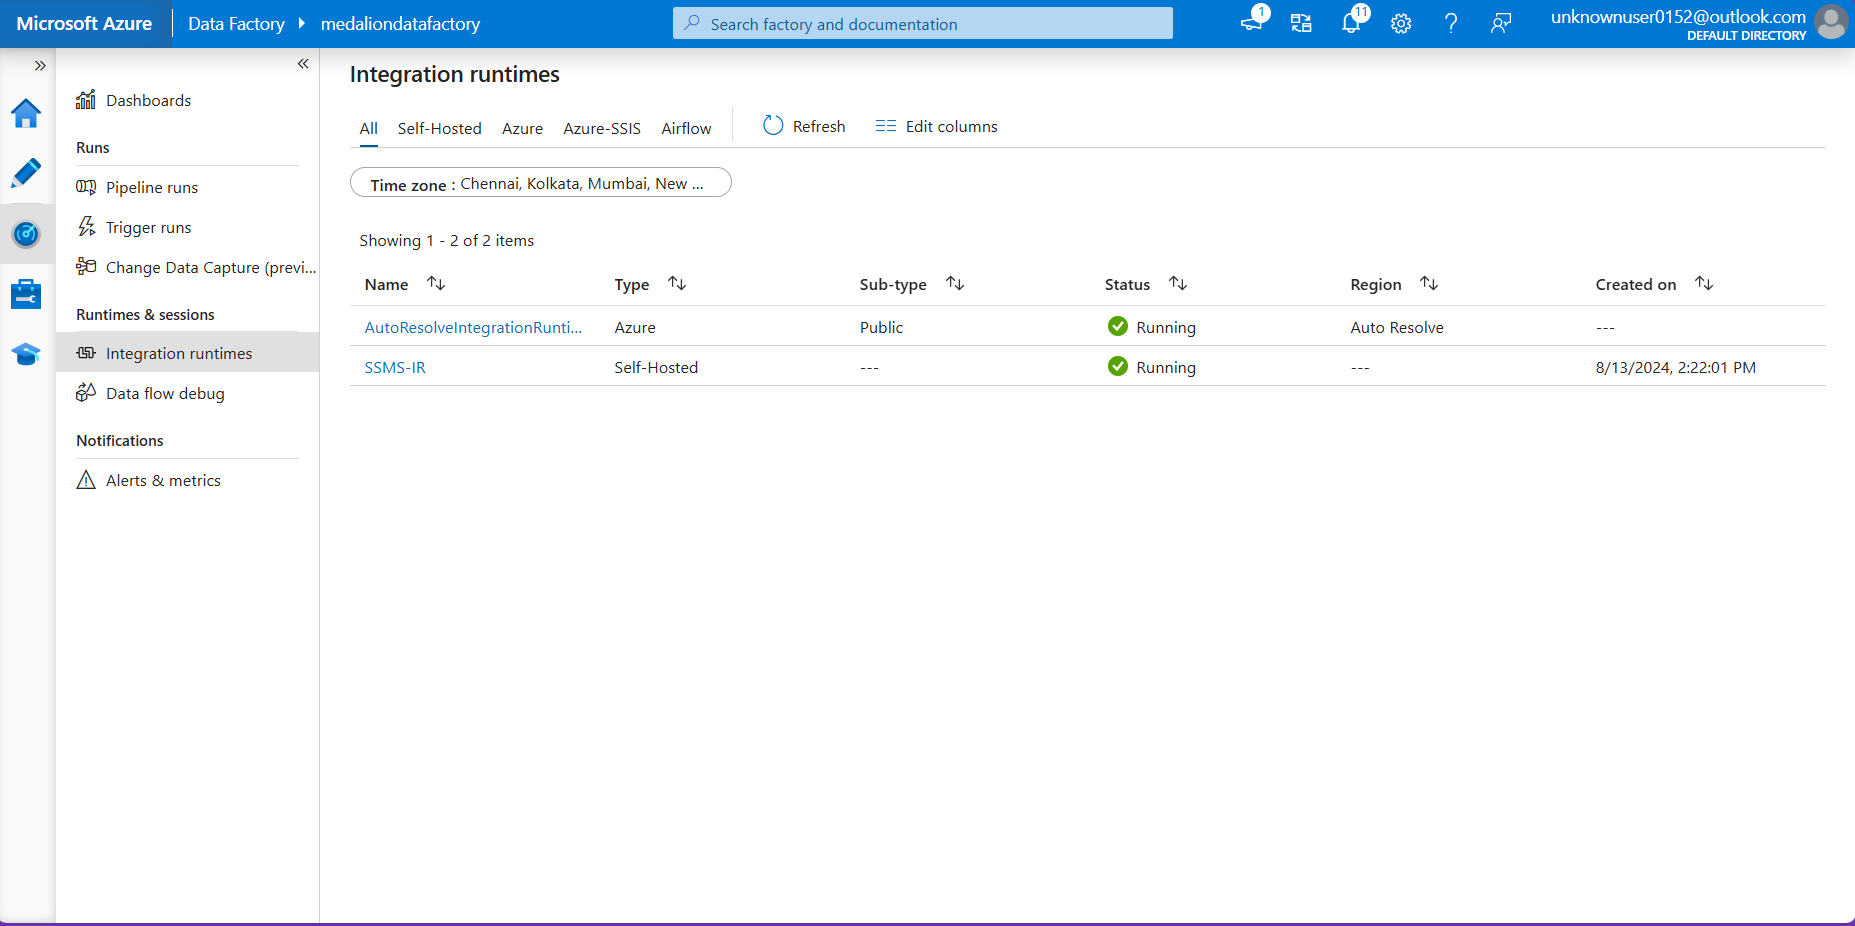 Microsoft Azure
Data Factory
medaliondatafactory
Search factory and documentation
1
11
unknownuser0152@outlook.com
DEFAULT DIRECTORY
Dashboards
Runs
Pipeline runs
Trigger runs
Change Data Capture (previ...
Runtimes & sessions
Integration runtimes
Data flow debug
Notifications
Alerts & metrics
Integration runtimes
All Self-Hosted Azure Azure-SSIS Airflow Refresh Edit columns
Time zone : Chennai, Kolkata, Mumbai, New ...
Showing 1 - 2 of 2 items
Name Type Sub-type Status Region Created on
AutoResolveIntegrationRunti... Azure Public Running Auto Resolve ---
SSMS-IR Self-Hosted --- Running --- 8/13/2024, 2:22:01 PM